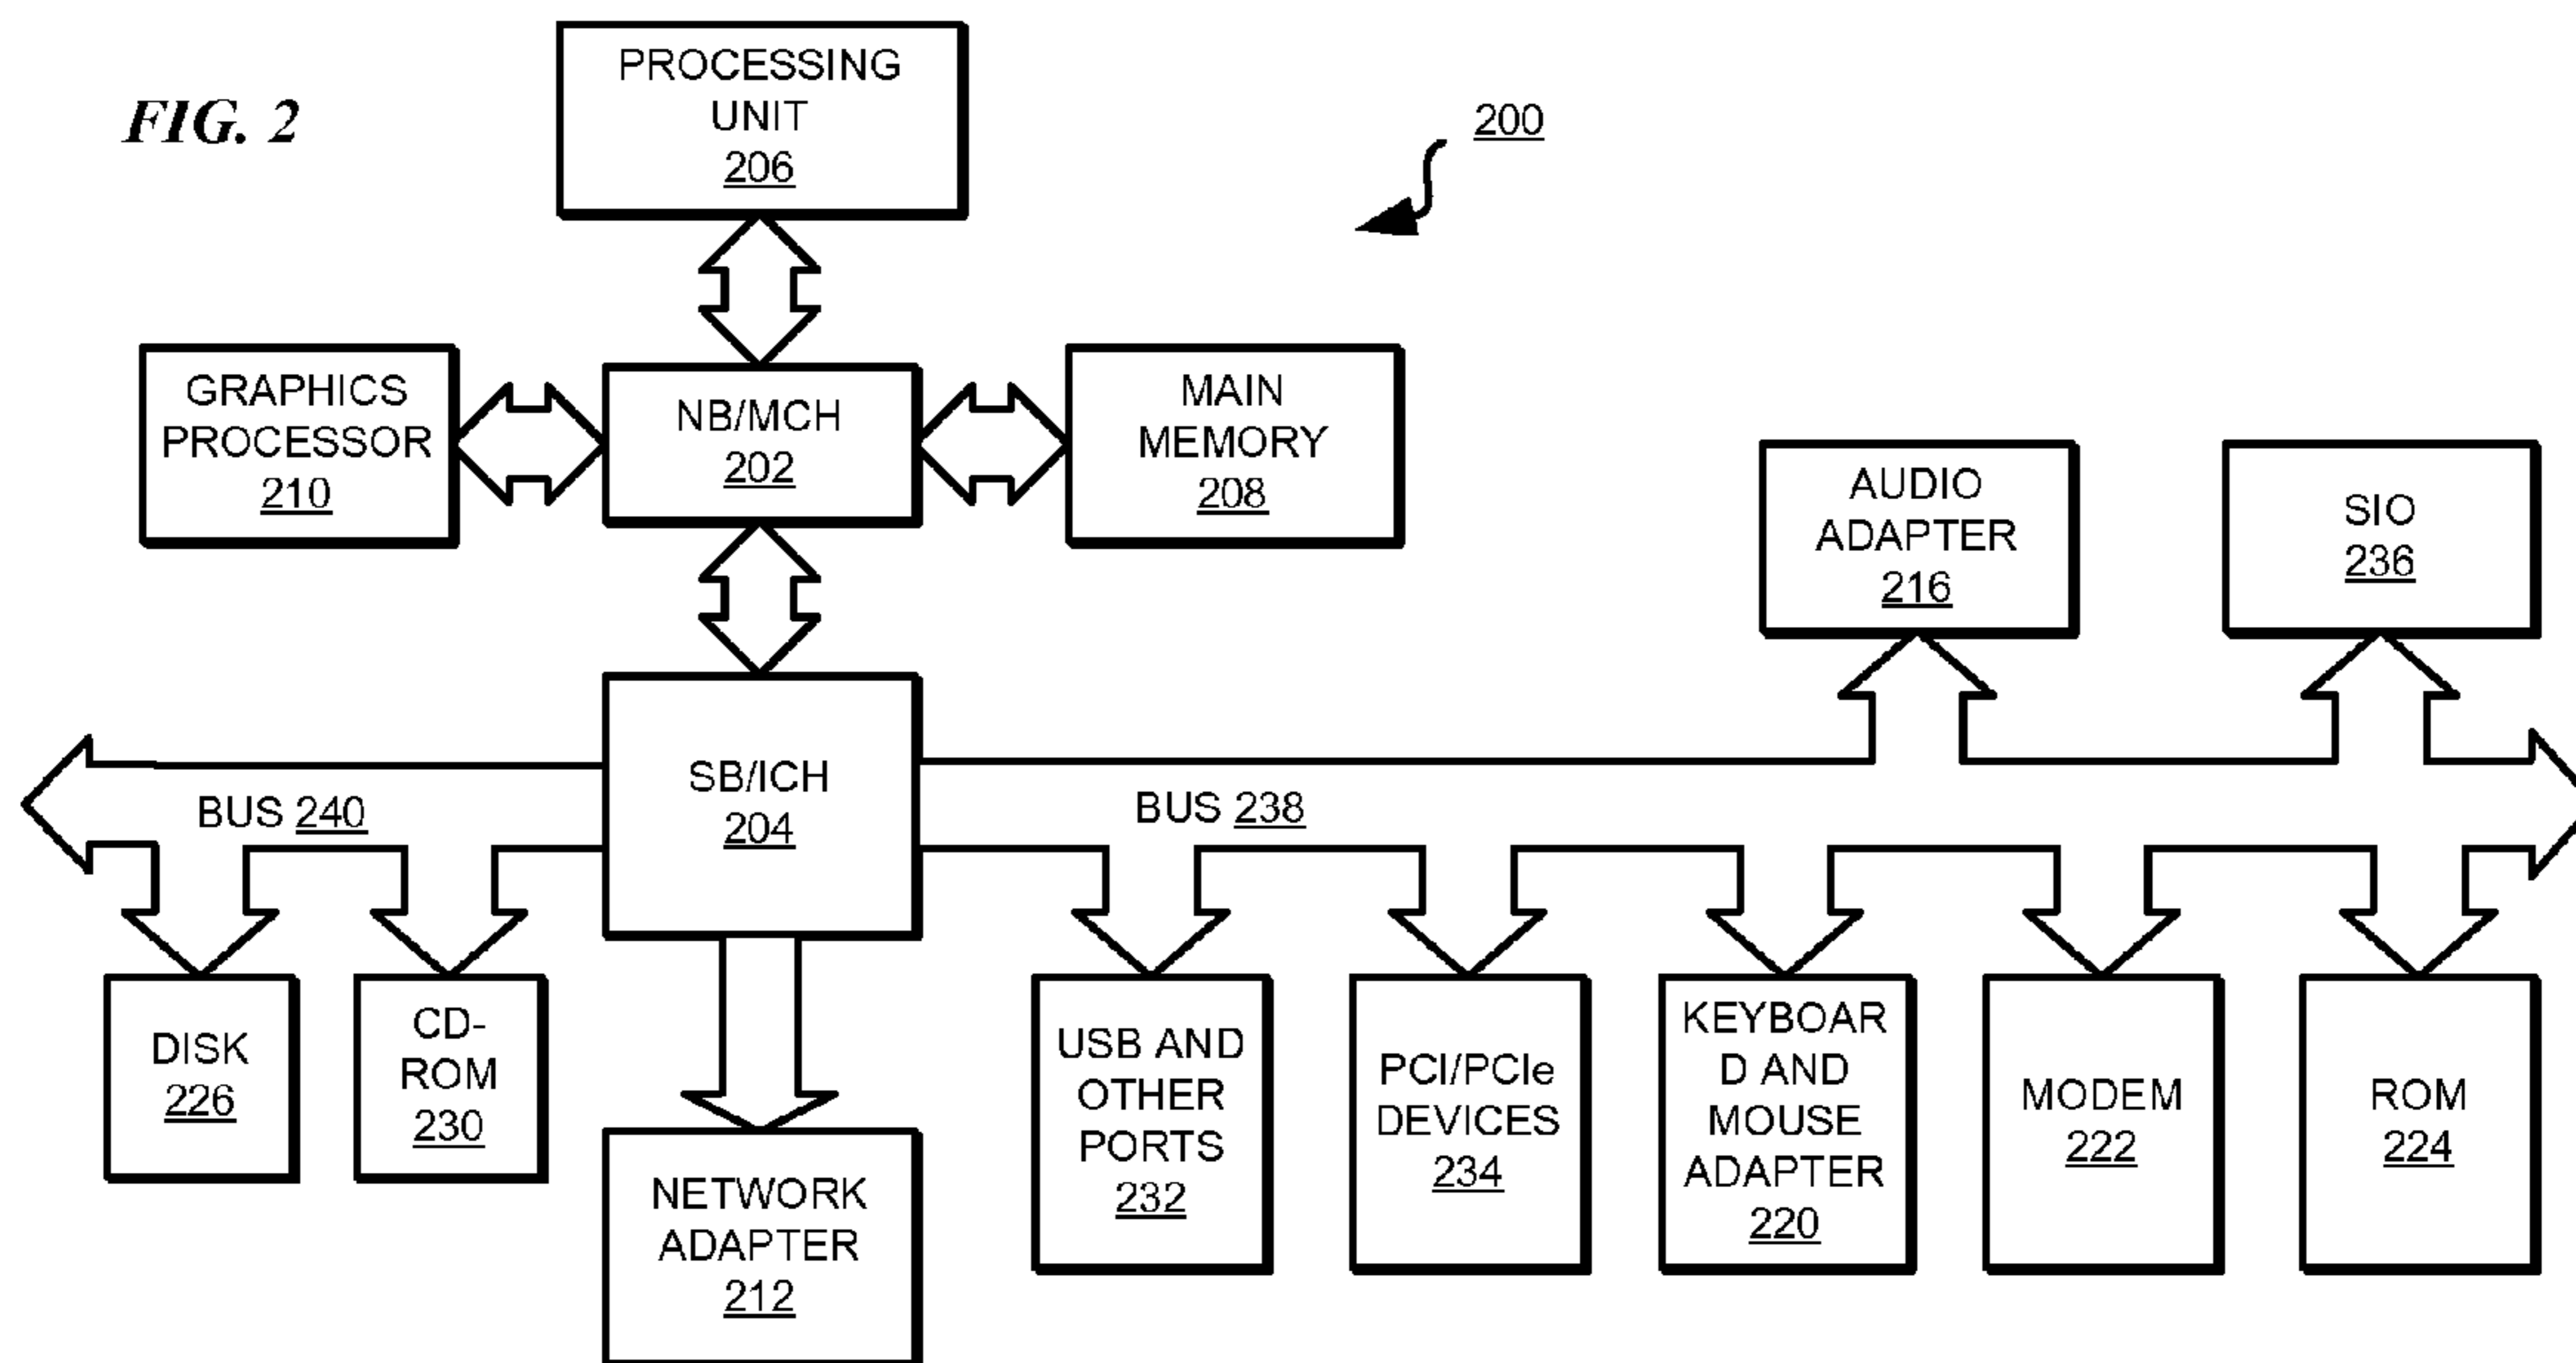 FIG. 2
PROCESSING
UNIT
206
200
GRAPHICS
PROCESSOR
210
NB/MCH
202
MAIN
MEMORY
208
AUDIO
ADAPTER
216
SIO
236
BUS 240
SB/ICH
204
BUS 238
DISK
226
CD-
ROM
230
NETWORK
ADAPTER
212
USB AND
OTHER
PORTS
232
PCI/PCIe
DEVICES
234
KEYBOAR
D AND
MOUSE
ADAPTER
220
MODEM
222
ROM
224